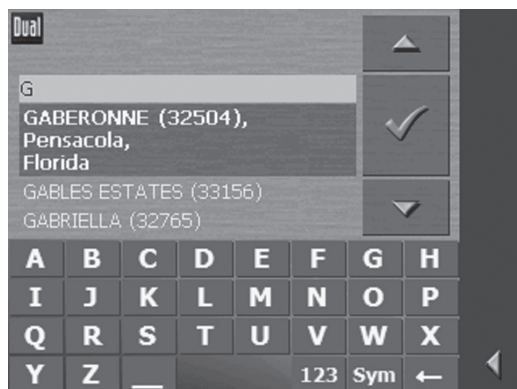 Dual
G
GABERONNE (32504),
Pensacola,
Florida
GABLES ESTATES (33156)
GABRIELLA (32765)
A B C D E F G H
I J K L M N O P
Q R S T U V W X
Y Z _ 123 Sym ←